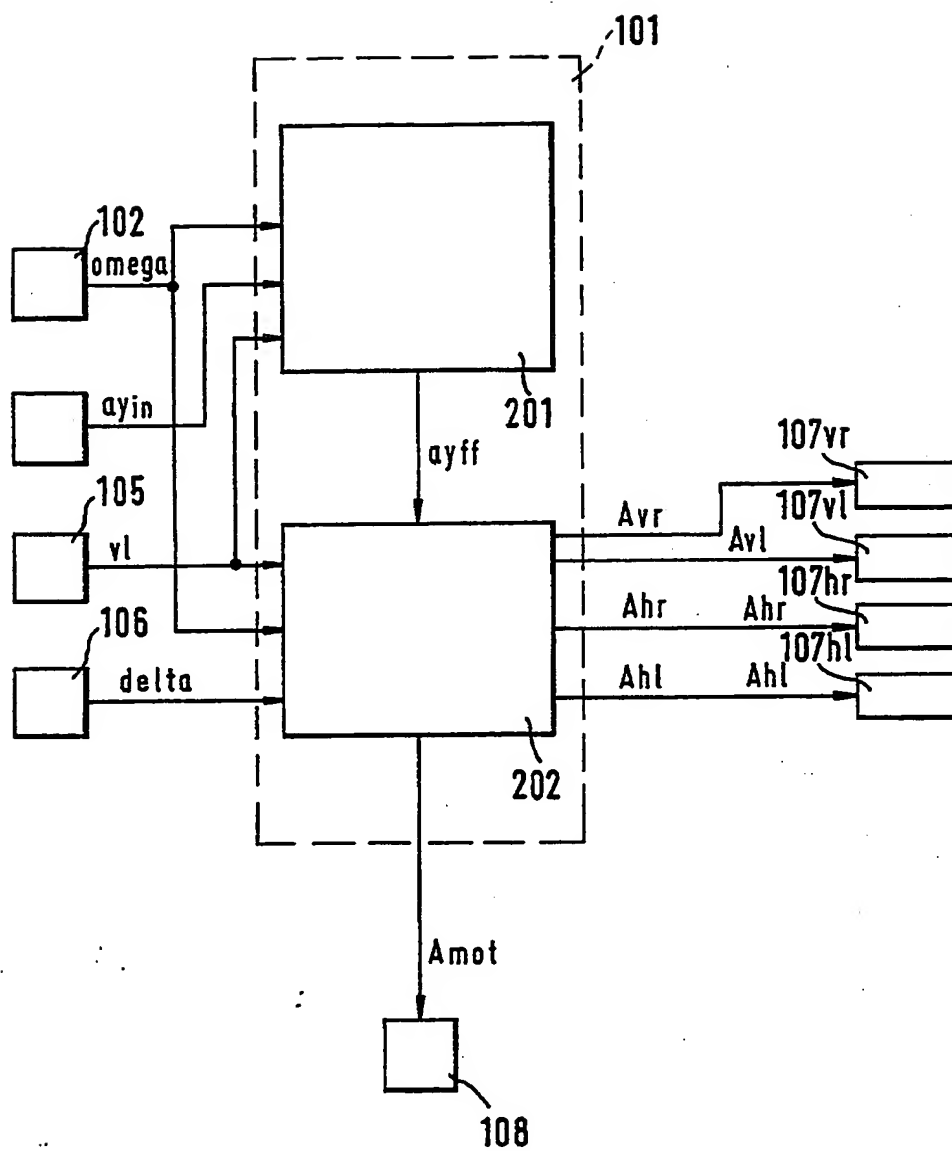 101
102
omega
ayin
201
ayff
107vr
105
vl
Avr
107vl
Avl
107hr
106
Ahr
Ahr
107hl
delta
Ahl
Ahl
202
Amot
108